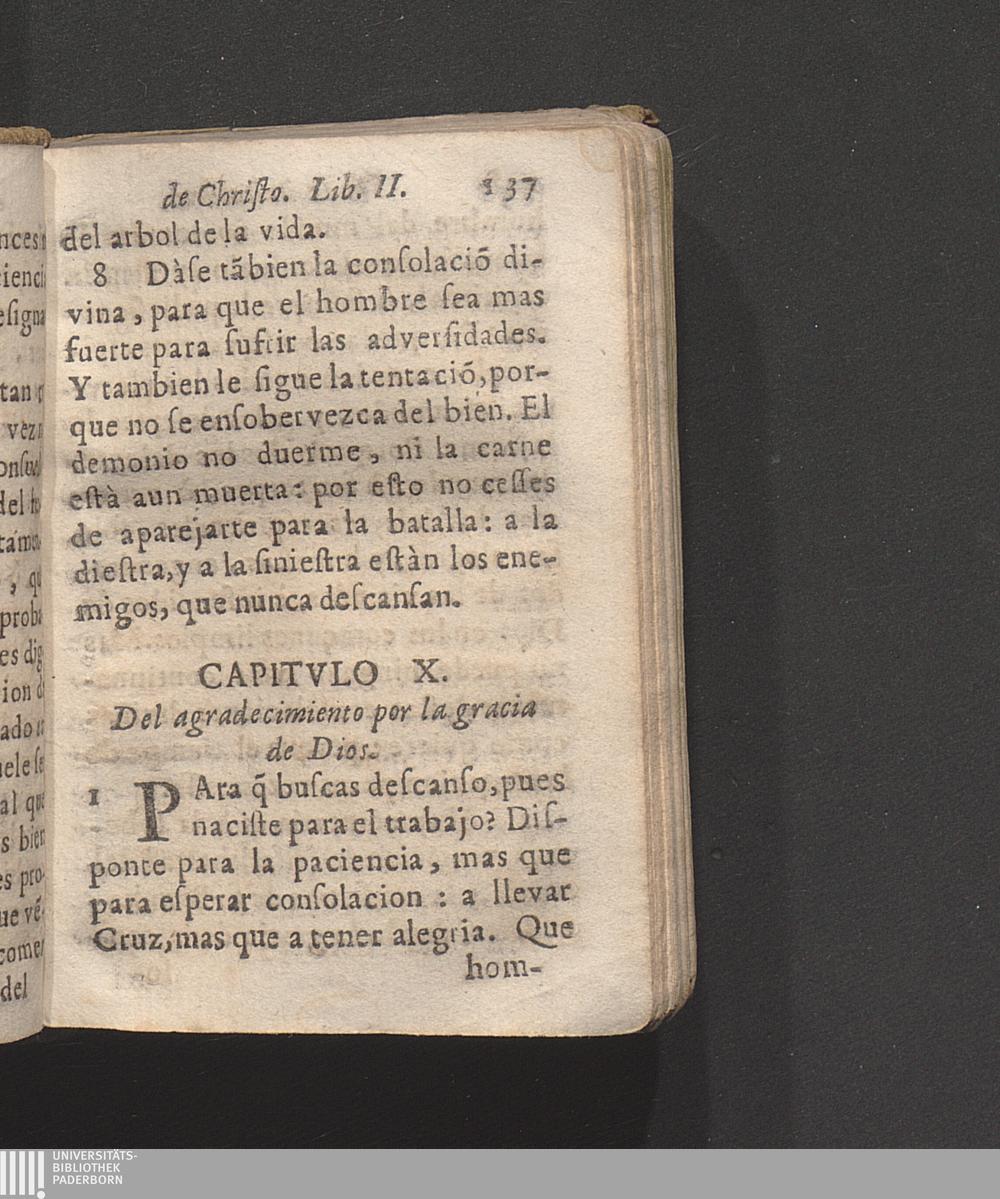 de Chriſto. Lib. II. 137
del arbol de la vida.
8 Dàſe tãbien la conſolaciõ di-
vina, para que el hombre ſea mas
fuerte para ſufrir las adverſidades.
Y tambien le ſigue la tentaciõ, por-
que no ſe enſobervezca del bien. El
demonio no duerme, ni la carne
eſtà aun muerta: por eſto no ceſſes
de aparejarte para la batalla: a la
dieſtra, y a la ſinieſtra eſtàn los ene-
migos, que nunca deſcanſan.
CAPITVLO X.
Del agradecimiento por la gracia
de Dios.
1 PAra q̃ buſcas deſcanſo, pues
naciſte para el trabajo? Diſ-
ponte para la paciencia, mas que
para eſperar conſolacion: a llevar
Cruz, mas que a tener alegria. Que
hom-
UNIVERSITÄTS-
BIBLIOTHEK
PADERBORN